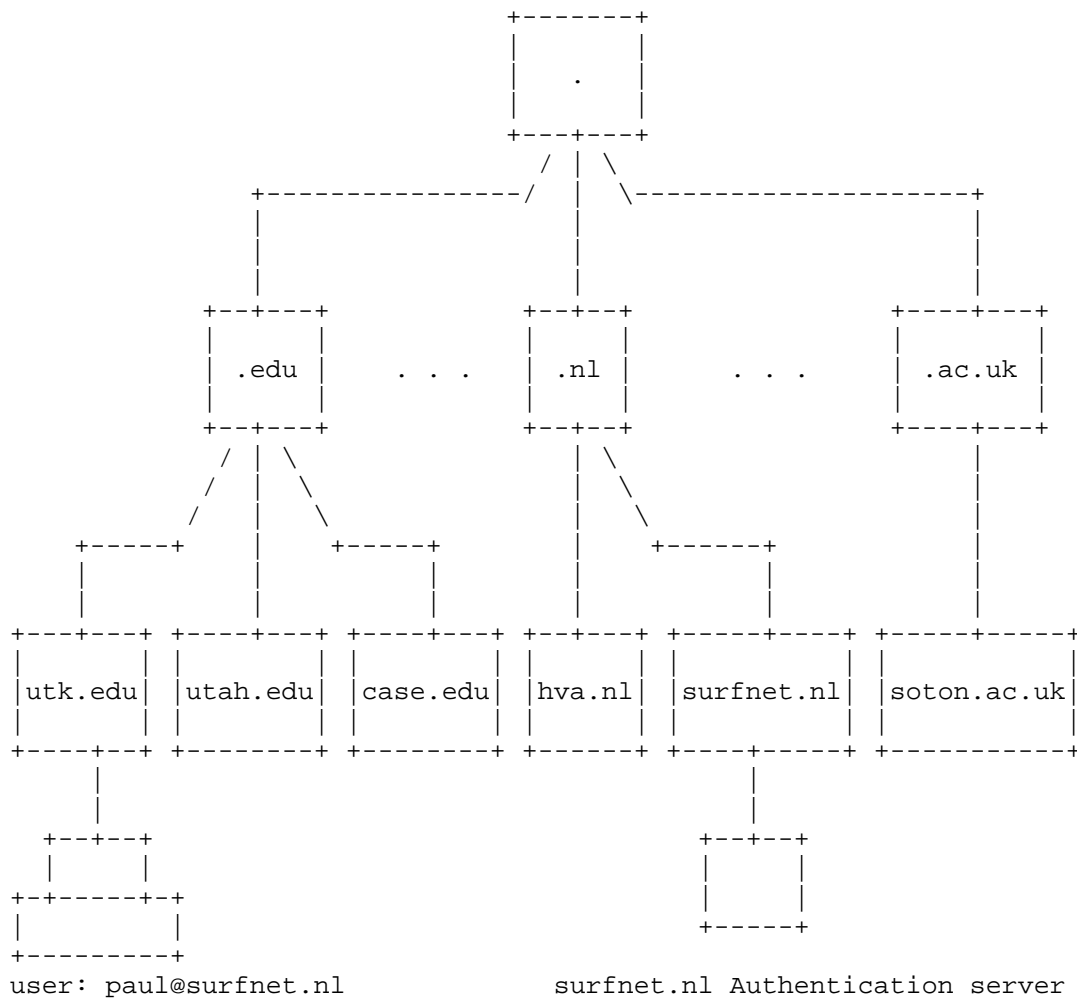 .
.edu . . . .nl . . . .ac.uk
utk.edu utah.edu case.edu hva.nl surfnet.nl soton.ac.uk
user: paul@surfnet.nl surfnet.nl Authentication server